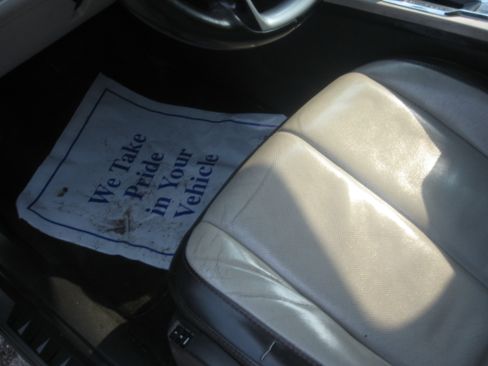 We Take
Pride
in Your
Vehicle